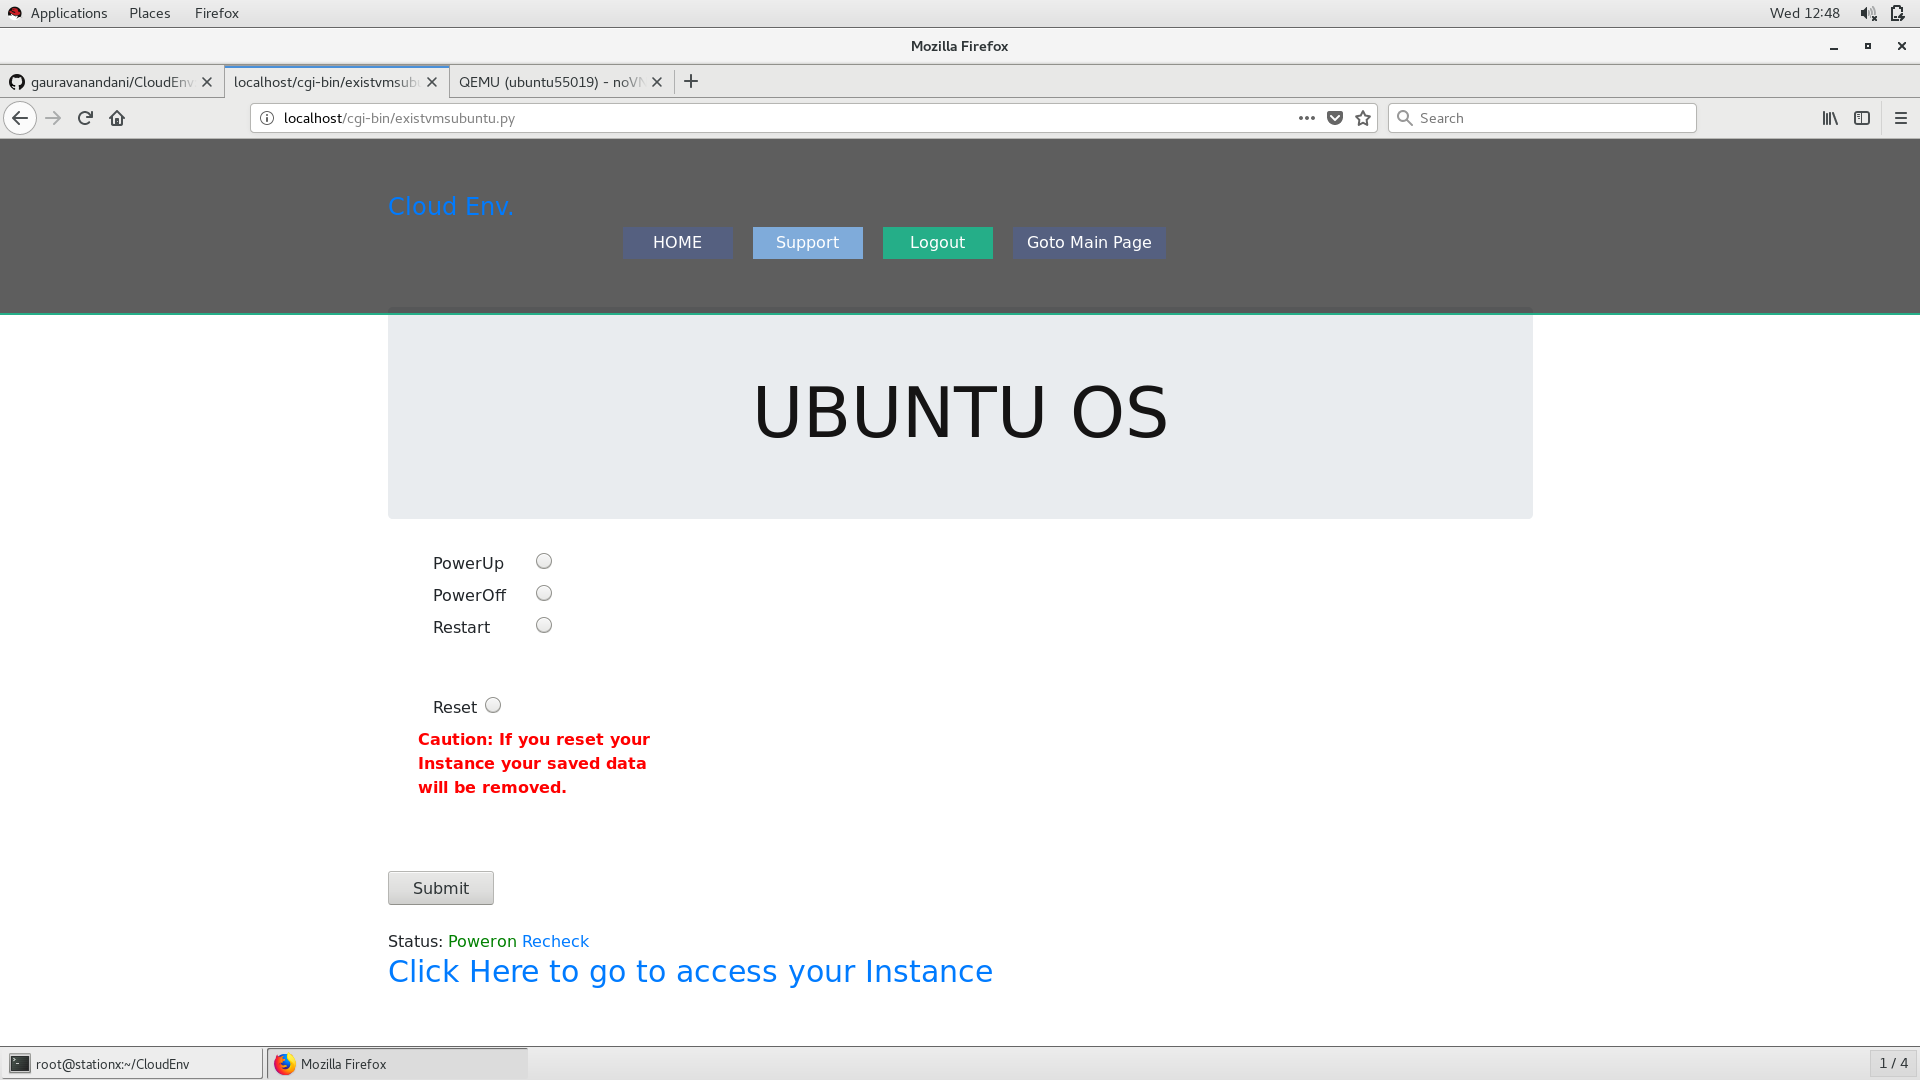 Applications Places Firefox Wed 12:48
Mozilla Firefox
gauravanandani/CloudEnv localhost/cgi-bin/existvmsub QEMU (ubuntu55019) - noVN
localhost/cgi-bin/existvmsubuntu.py Search
Cloud Env.
HOME Support Logout Goto Main Page
UBUNTU OS
PowerUp
PowerOff
Restart
Reset
Caution: If you reset your
Instance your saved data
will be removed.
Submit
Status: Poweron Recheck
Click Here to go to access your Instance
root@stationx:~/CloudEnv Mozilla Firefox 1 / 4